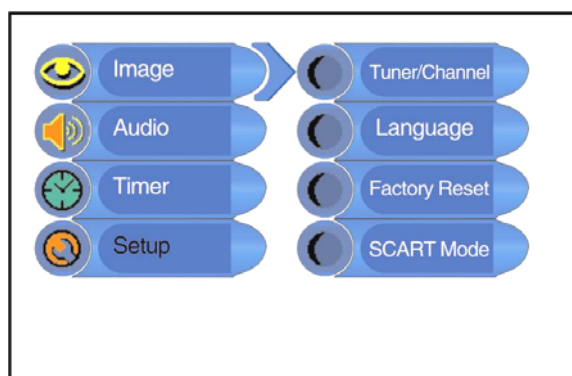 Image
Audio
Timer
Setup
Tuner/Channel
Language
Factory Reset
SCART Mode